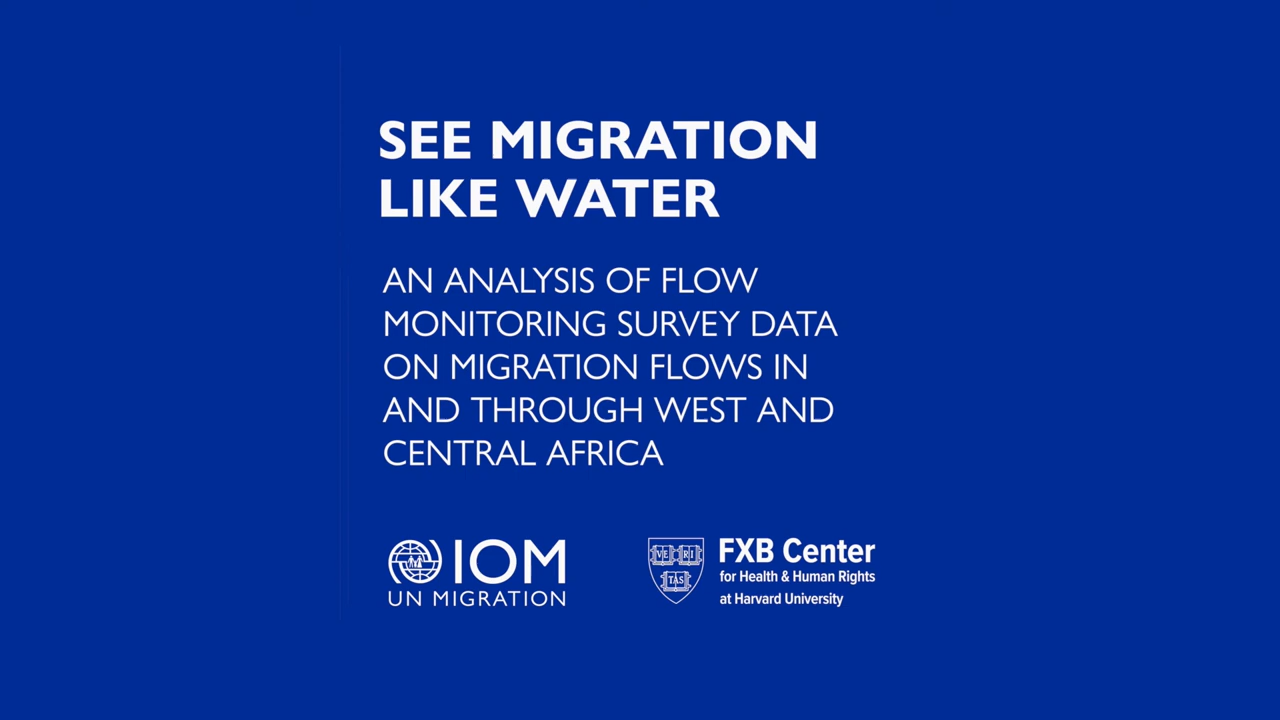 SEE MIGRATION
LIKE WATER
AN ANALYSIS OF FLOW
MONITORING SURVEY DATA
ON MIGRATION FLOWS IN
AND THROUGH WEST AND
CENTRAL AFRICA
IOM
UN MIGRATION
VE RI
TAS
FXB Center
for Health & Human Rights
at Harvard University